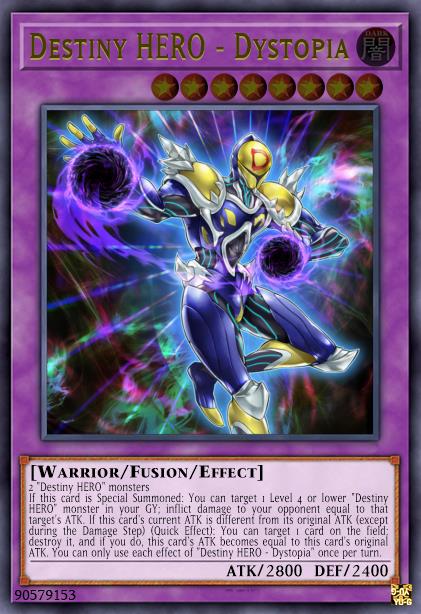 DESTINY HERO - DYSTOPIA
DARK
闇
[WARRIOR/FUSION/EFFECT]
2 "Destiny HERO" monsters
If this card is Special Summoned: You can target 1 Level 4 or lower "Destiny
HERO" monster in your GY; inflict damage to your opponent equal to that
target's ATK. If this card's current ATK is different from its original ATK (except
during the Damage Step) (Quick Effect): You can target 1 card on the field;
destroy it, and if you do, this card's ATK becomes equal to this card's original
ATK. You can only use each effect of "Destiny HERO - Dystopia" once per turn.
ATK/2800 DEF/2400
90579153